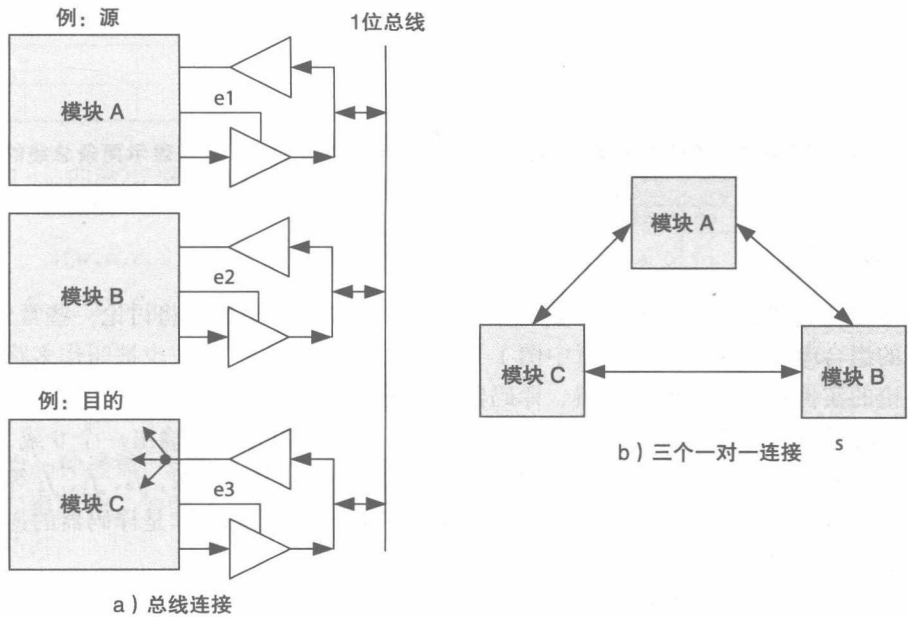 例：源
1位总线
模块 A
e1
模块 B
e2
例：目的
模块 C
e3
a）总线连接
模块 A
模块 C
模块 B
b）三个一对一连接
s